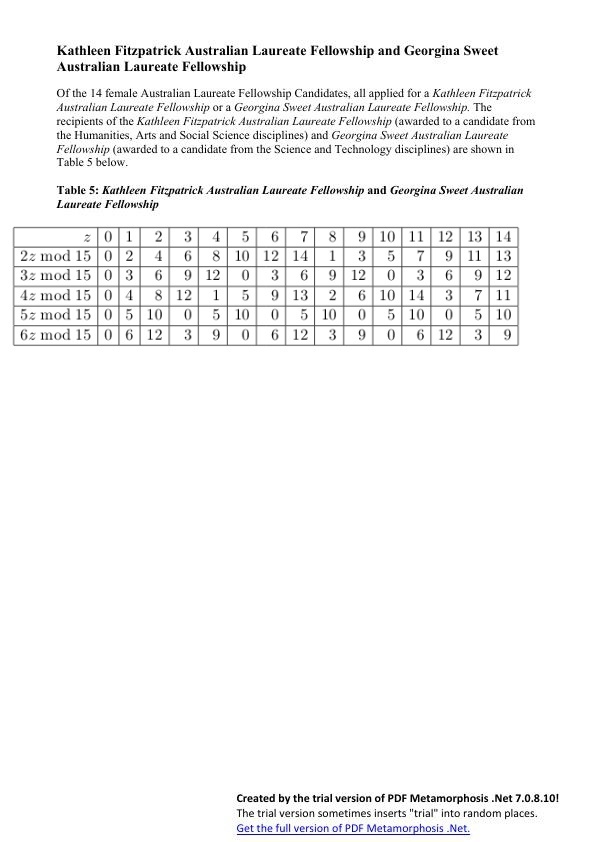 Kathleen Fitzpatrick Australian Laureate Fellowship and Georgina Sweet
Australian Laureate Fellowship
Of the 14 female Australian Laureate Fellowship Candidates, all applied for a Kathleen Fitzpatrick
Australian Laureate Fellowship or a Georgina Sweet Australian Laureate Fellowship. The
recipients of the Kathleen Fitzpatrick Australian Laureate Fellowship (awarded to a candidate from
the Humanities, Arts and Social Science disciplines) and Georgina Sweet Australian Laureate
Fellowship (awarded to a candidate from the Science and Technology disciplines) are shown in
Table 5 below.
Table 5: Kathleen Fitzpatrick Australian Laureate Fellowship and Georgina Sweet Australian
Laureate Fellowship
z 0 1 2 3 4 5 6 7 8 9 10 11 12 13 14
2z mod 15 0 2 4 6 8 10 12 14 1 3 5 7 9 11 13
3z mod 15 0 3 6 9 12 0 3 6 9 12 0 3 6 9 12
4z mod 15 0 4 8 12 1 5 9 13 2 6 10 14 3 7 11
5z mod 15 0 5 10 0 5 10 0 5 10 0 5 10 0 5 10
6z mod 15 0 6 12 3 9 0 6 12 3 9 0 6 12 3 9
Created by the trial version of PDF Metamorphosis .Net 7.0.8.10!
The trial version sometimes inserts "trial" into random places.
Get the full version of PDF Metamorphosis .Net.